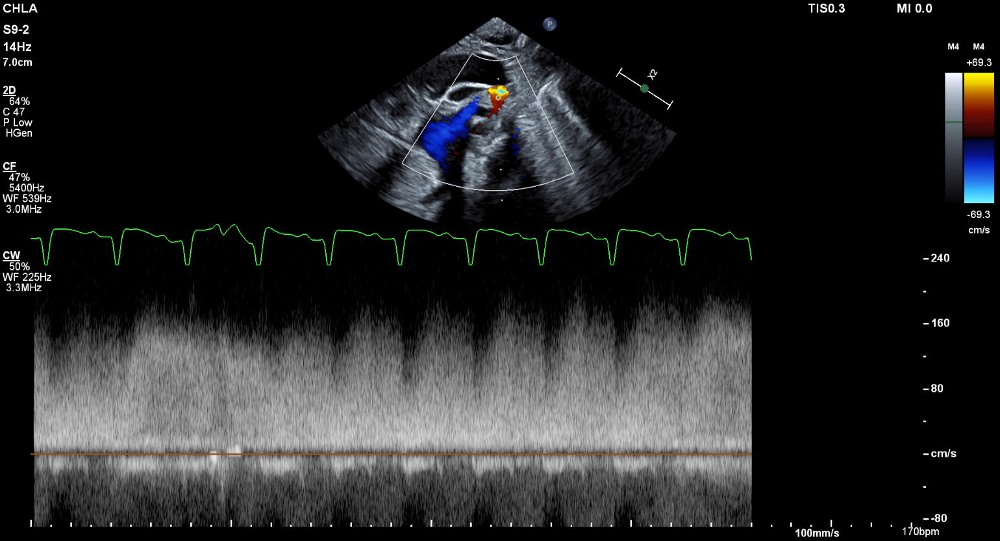 CHLA
TIS0.3 MI 0.0
S9-2
14Hz
7.0cm
2D
64%
C 47
P Low
HGen
CF
47%
5400Hz
WF 539Hz
3.0MHz
CW
50%
WF 225Hz
3.3MHz
P
X2
M4 M4
+69.3
-69.3
cm/s
240
160
80
cm/s
-80
100mm/s 170bpm